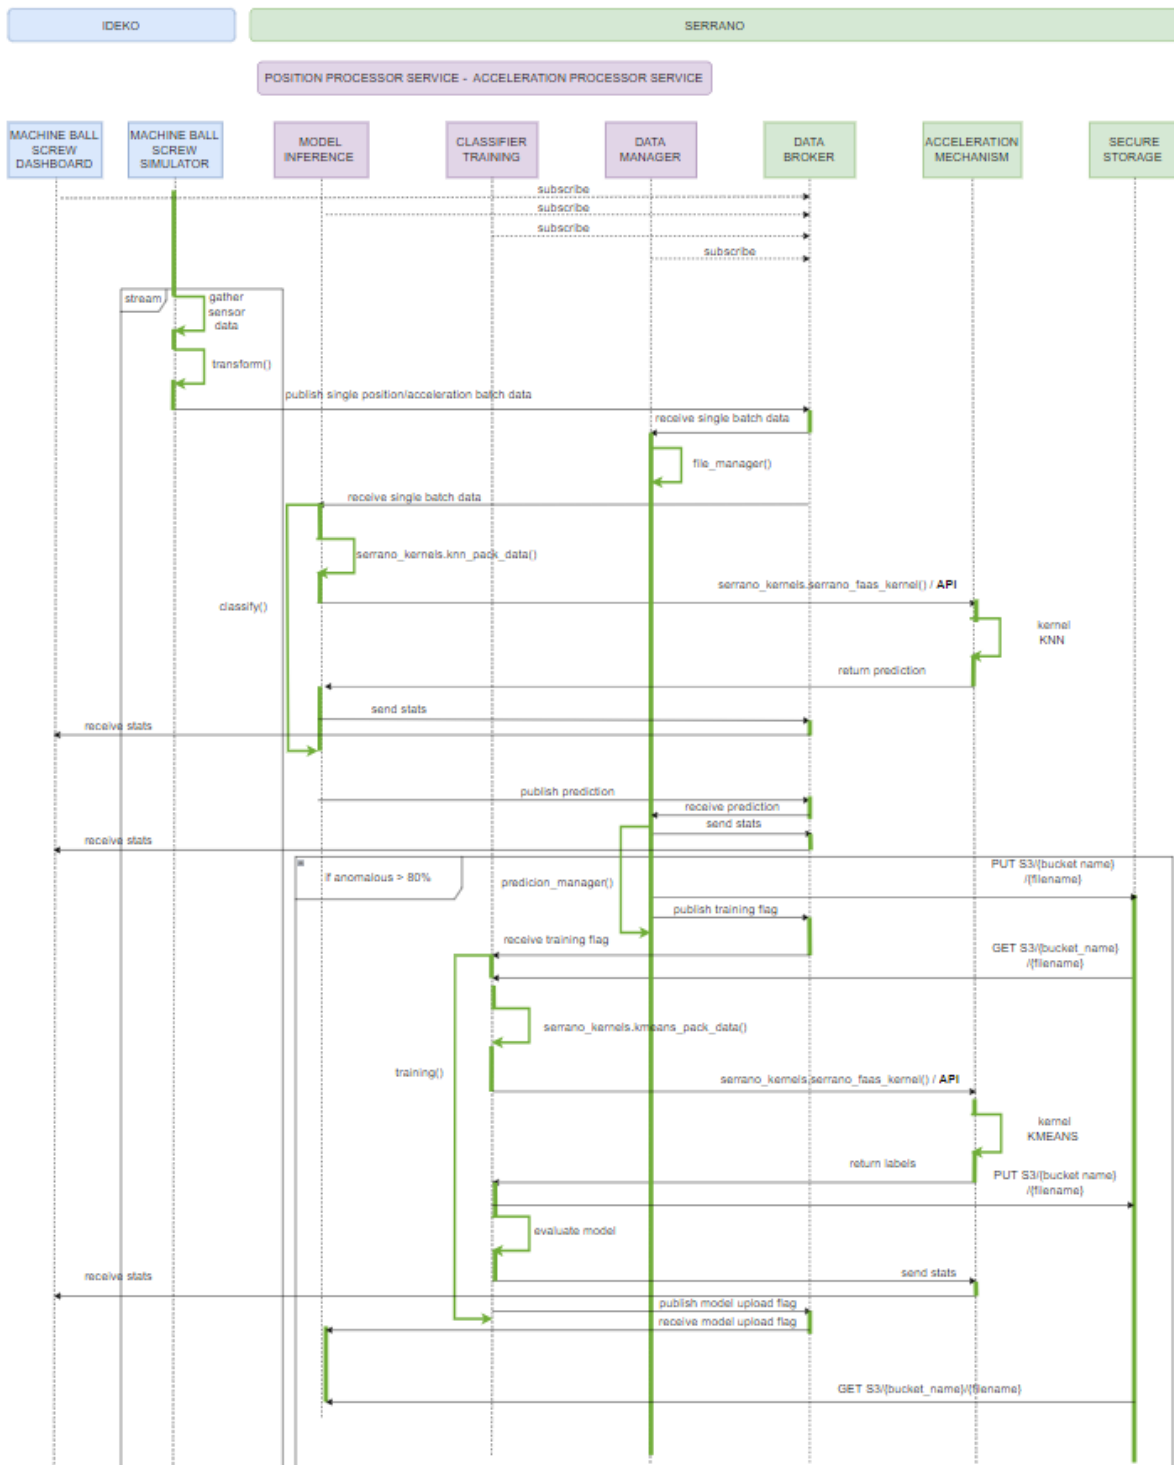 IDEKO
SERRANO
POSITION PROCESSOR SERVICE - ACCELERATION PROCESSOR SERVICE
MACHINE BALL
SCREW
DASHBOARD
MACHINE BALL
SCREW
SIMULATOR
MODEL
INFERENCE
CLASSIFIER
TRAINING
DATA
MANAGER
DATA
BROKER
ACCELERATION
MECHANISM
SECURE
STORAGE
subscribe
subscribe
subscribe
subscribe
stream
gather
sensor
data
transform()
publish single position/acceleration batch data
receive single batch data
file_manager()
receive single batch data
serrano_kernels.knn_pack_data()
serrano_kernels.serrano_faas_kernel() / API
classify()
kernel
KNN
return prediction
send stats
receive stats
publish prediction
receive prediction
send stats
receive stats
if anomalous > 80%
PUT S3/{bucket name}
/{filename}
predicion_manager()
publish training flag
receive training flag
GET S3/{bucket_name}
/{filename}
serrano_kernels.kmeans_pack_data()
training()
serrano_kernels.serrano_faas_kernel() / API
kernel
KMEANS
return labels
PUT S3/{bucket name}
/{filename}
evaluate model
send stats
receive stats
publish model upload flag
receive model upload flag
GET S3/{bucket_name}/{filename}